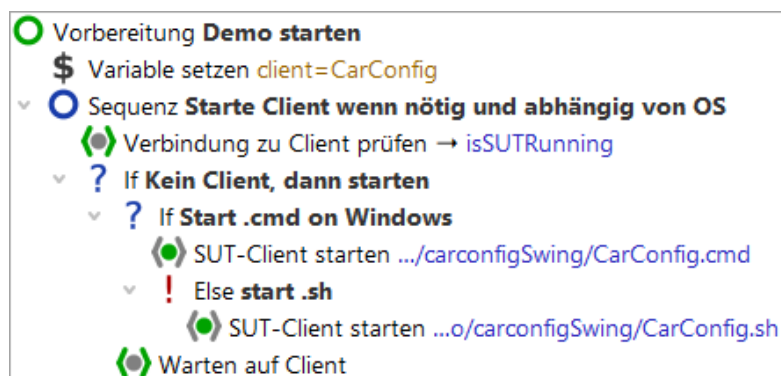 Vorbereitung Demo starten
$ Variable setzen client=CarConfig
Sequenz Starte Client wenn nötig und abhängig von OS
Verbindung zu Client prüfen → isSUTRunning
? If Kein Client, dann starten
? If Start .cmd on Windows
SUT-Client starten .../carconfigSwing/CarConfig.cmd
! Else start .sh
SUT-Client starten ...o/carconfigSwing/CarConfig.sh
Warten auf Client